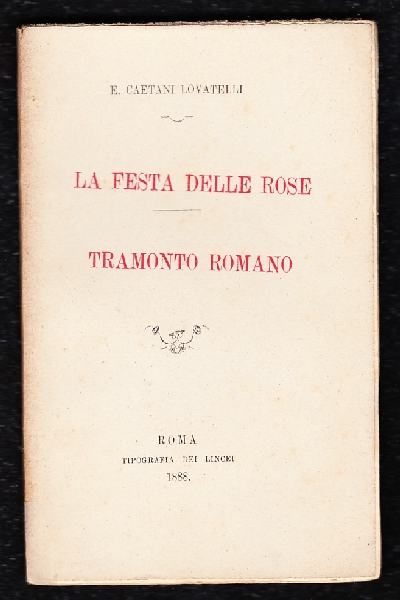 E. CAETANI LOVATELLI
LA FESTA DELLE ROSE
TRAMONTO ROMANO
ROMA
TIPOGRAFIA DEI LINCEI
1888.